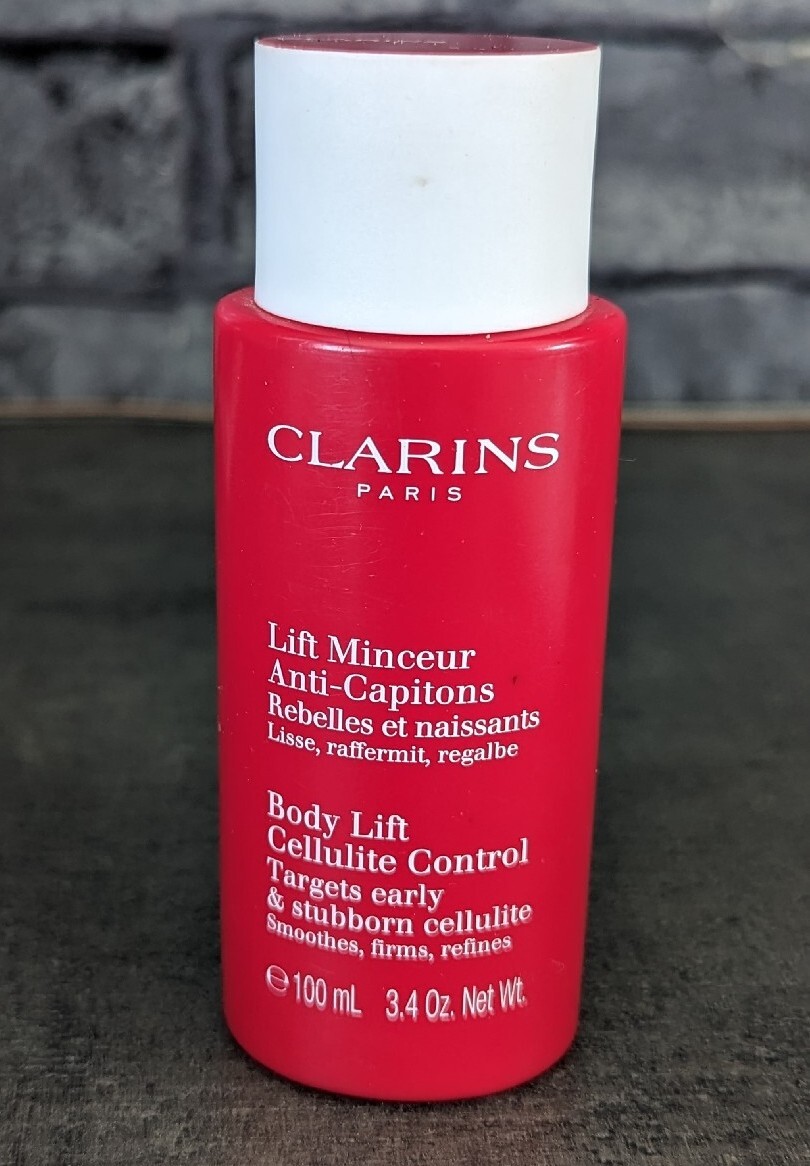 CLARINS
PARIS
Lift Minceur
Anti-Capitons
Rebelles et naissants
Lisse, raffermit, regalbe
Body Lift
Cellulite Control
Targets early
& stubborn cellulite
Smoothes, firms, refines
℮100 mL 3.4 Oz. Net Wt.